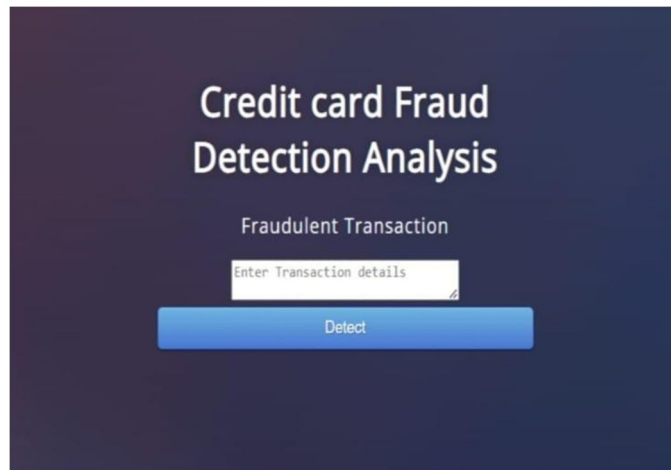 Credit card Fraud
Detection Analysis
Fraudulent Transaction
Enter Transaction details
Detect